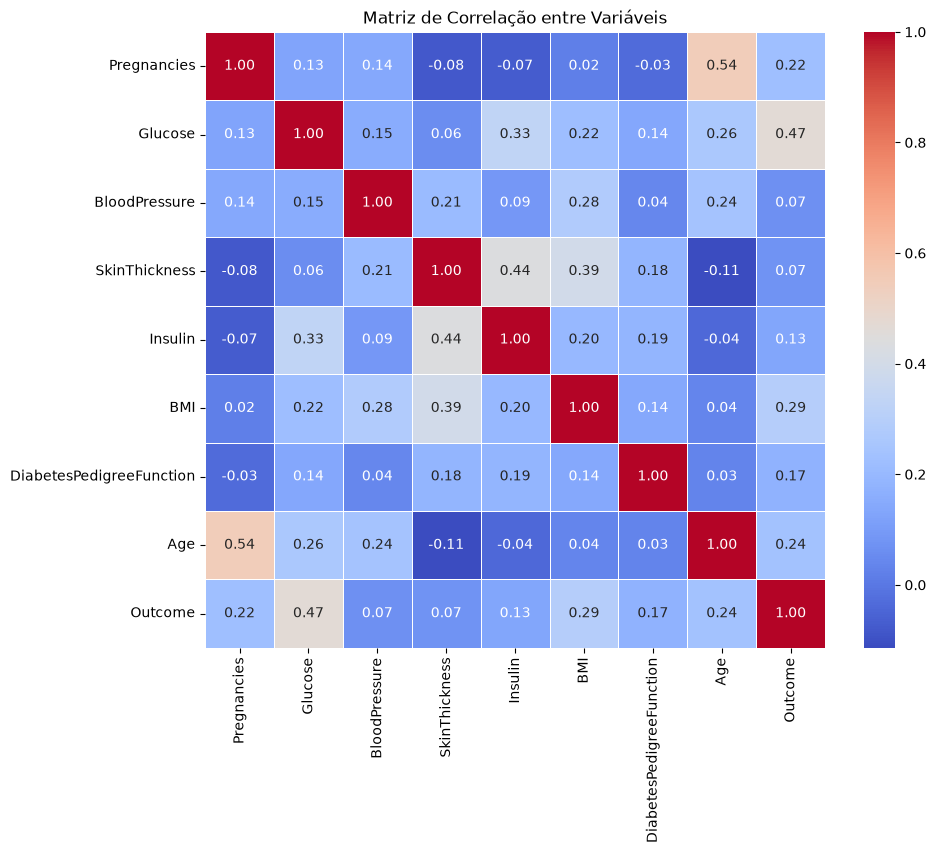 Matriz de Correlação entre Variáveis
Pregnancies 1.00 0.13 0.14 -0.08 -0.07 0.02 -0.03 0.54 0.22
Glucose 0.13 1.00 0.15 0.06 0.33 0.22 0.14 0.26 0.47
BloodPressure 0.14 0.15 1.00 0.21 0.09 0.28 0.04 0.24 0.07
SkinThickness -0.08 0.06 0.21 1.00 0.44 0.39 0.18 -0.11 0.07
Insulin -0.07 0.33 0.09 0.44 1.00 0.20 0.19 -0.04 0.13
BMI 0.02 0.22 0.28 0.39 0.20 1.00 0.14 0.04 0.29
DiabetesPedigreeFunction -0.03 0.14 0.04 0.18 0.19 0.14 1.00 0.03 0.17
Age 0.54 0.26 0.24 -0.11 -0.04 0.04 0.03 1.00 0.24
Outcome 0.22 0.47 0.07 0.07 0.13 0.29 0.17 0.24 1.00
Pregnancies
Glucose
BloodPressure
SkinThickness
Insulin
BMI
DiabetesPedigreeFunction
Age
Outcome
1.0
0.8
0.6
0.4
0.2
0.0